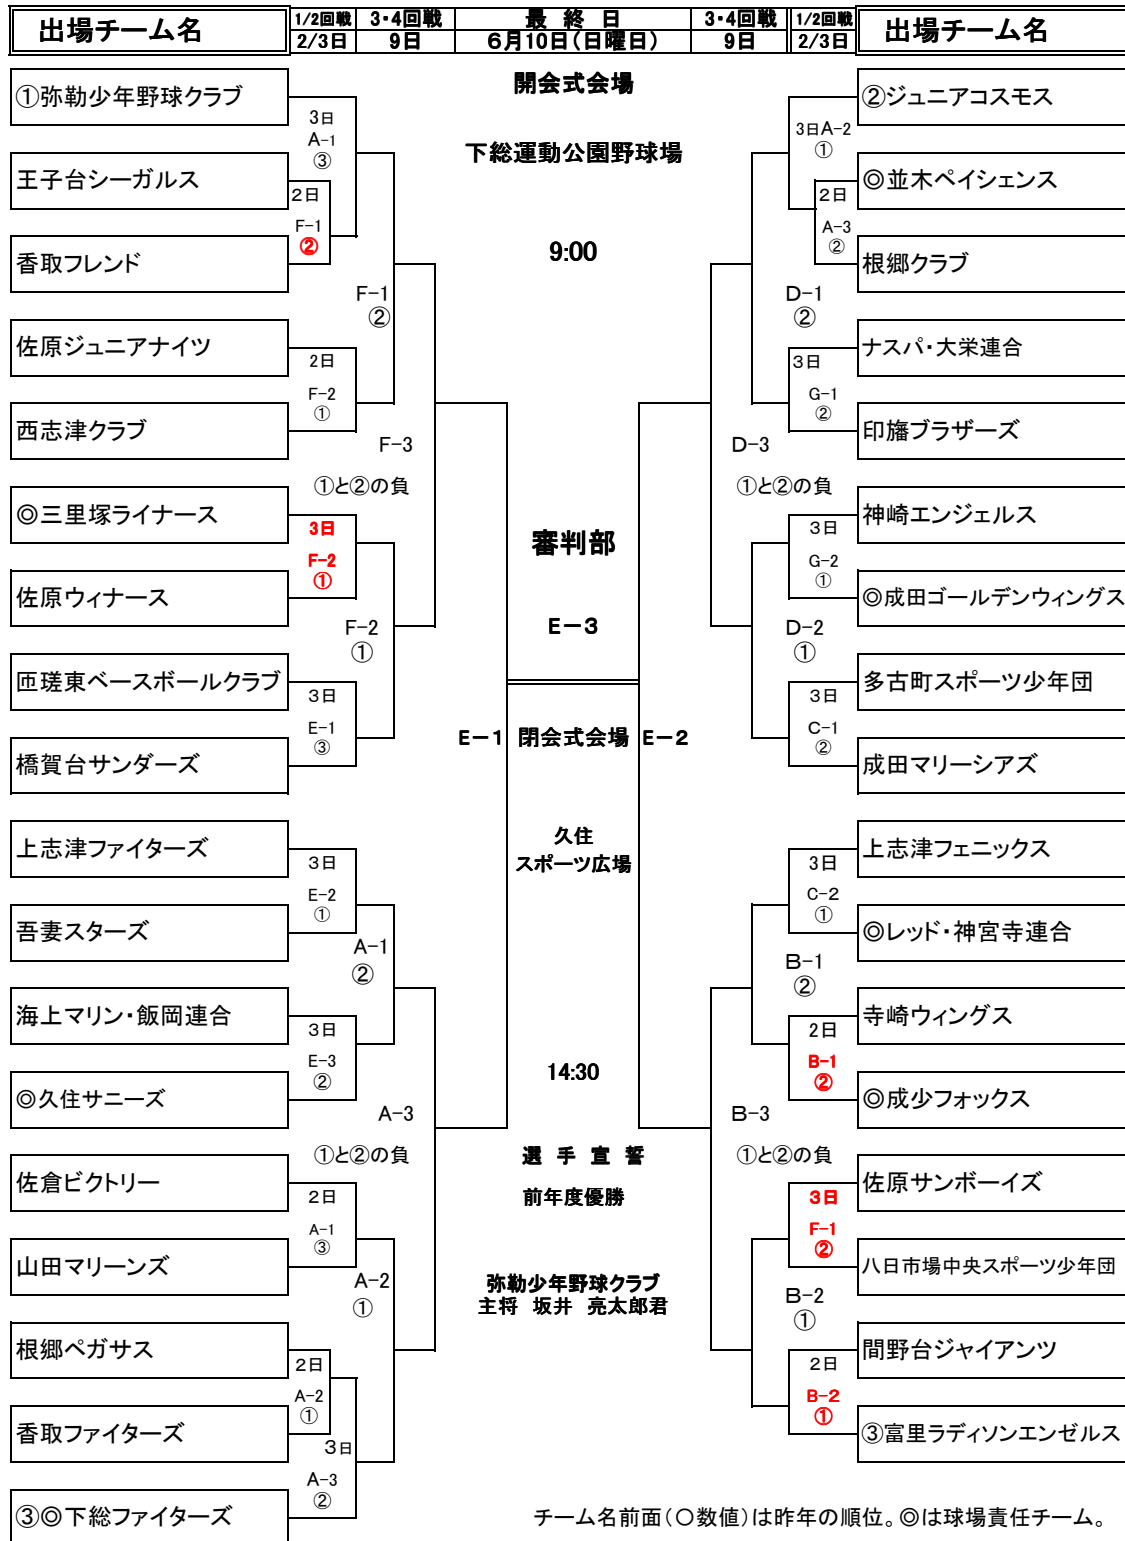 出場チーム名
1/2回戦 3・4回戦 最終日 3・4回戦 1/2回戦
2/3日 9日 6月10日(日曜日) 9日 2/3日
出場チーム名
開会式会場
下総運動公園野球場
9:00
①弥勒少年野球クラブ
3日
A-1
③
王子台シーガルス
2日
F-1
②
香取フレンド
F-1
②
佐原ジュニアナイツ
2日
F-2
①
西志津クラブ
F-3
①と②の負
◎三里塚ライナース
3日
F-2
①
佐原ウィナース
F-2
①
匝瑳東ベースボールクラブ
3日
E-1
③
橋賀台サンダーズ
上志津ファイターズ
3日
E-2
①
吾妻スターズ
A-1
②
海上マリン・飯岡連合
3日
E-3
②
◎久住サニーズ
A-3
①と②の負
佐倉ビクトリー
2日
A-1
③
山田マリーンズ
A-2
①
根郷ペガサス
2日
A-2
①
香取ファイターズ
3日
A-3
②
③◎下総ファイターズ
審判部
E-3
E-1 閉会式会場 E-2
久住
スポーツ広場
14:30
選手宣誓
前年度優勝
弥勒少年野球クラブ
主将 坂井 亮太郎君
②ジュニアコスモス
3日A-2
①
◎並木ペイシェンス
2日
A-3
②
根郷クラブ
D-1
②
ナスパ・大栄連合
3日
G-1
②
印旛ブラザーズ
D-3
①と②の負
神崎エンジェルス
3日
G-2
①
◎成田ゴールデンウィングス
D-2
①
多古町スポーツ少年団
3日
C-1
②
成田マリーシアズ
上志津フェニックス
3日
C-2
①
◎レッド・神宮寺連合
B-1
②
寺崎ウィングス
2日
B-1
②
◎成少フォックス
B-3
①と②の負
佐原サンボーイズ
3日
F-1
②
八日市場中央スポーツ少年団
B-2
①
間野台ジャイアンツ
2日
B-2
①
③富里ラディソンエンゼルス
チーム名前面(〇数値)は昨年の順位。◎は球場責任チーム。